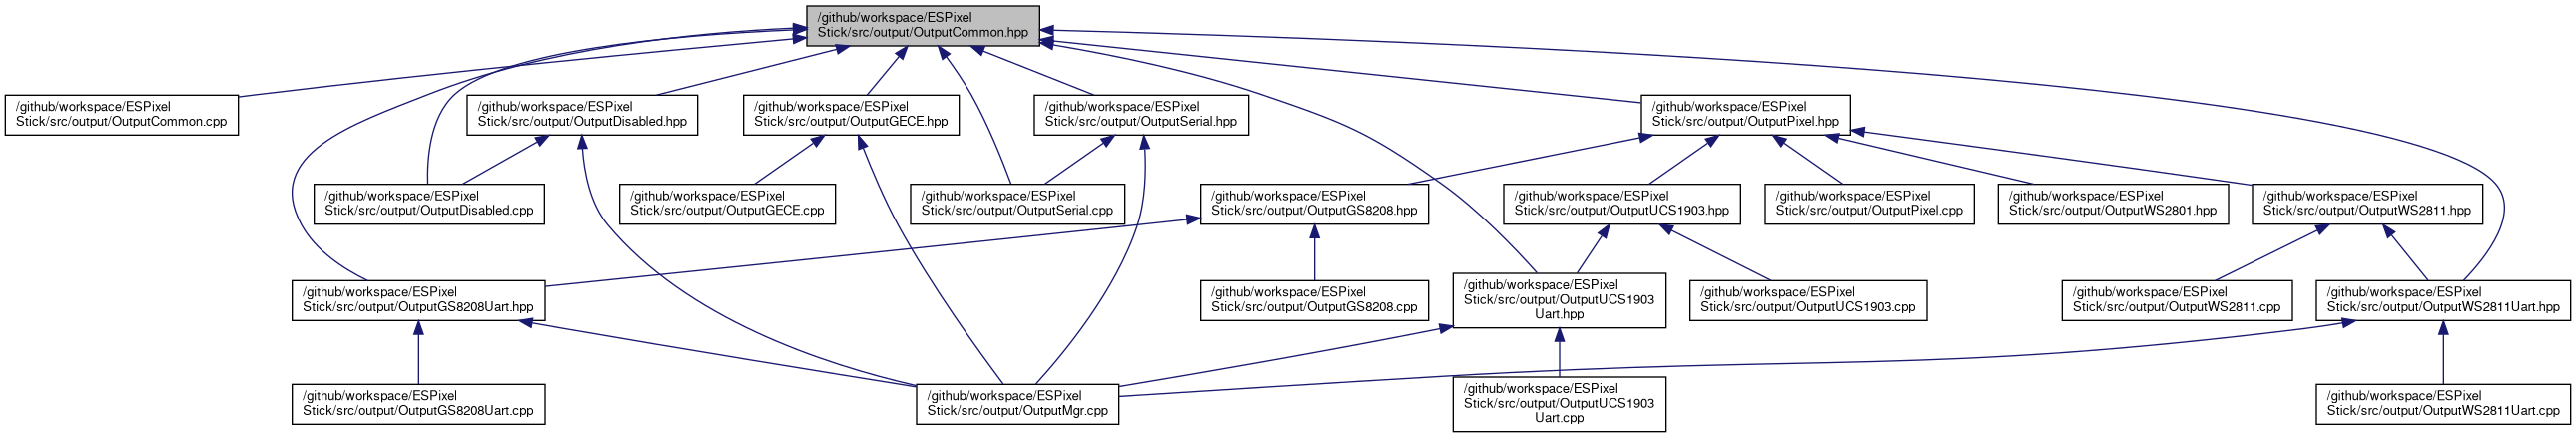 /github/workspace/ESPixel
Stick/src/output/OutputCommon.hpp
/github/workspace/ESPixel
Stick/src/output/OutputCommon.cpp
/github/workspace/ESPixel
Stick/src/output/OutputDisabled.hpp
/github/workspace/ESPixel
Stick/src/output/OutputGECE.hpp
/github/workspace/ESPixel
Stick/src/output/OutputSerial.hpp
/github/workspace/ESPixel
Stick/src/output/OutputPixel.hpp
/github/workspace/ESPixel
Stick/src/output/OutputDisabled.cpp
/github/workspace/ESPixel
Stick/src/output/OutputGECE.cpp
/github/workspace/ESPixel
Stick/src/output/OutputSerial.cpp
/github/workspace/ESPixel
Stick/src/output/OutputGS8208.hpp
/github/workspace/ESPixel
Stick/src/output/OutputUCS1903.hpp
/github/workspace/ESPixel
Stick/src/output/OutputPixel.cpp
/github/workspace/ESPixel
Stick/src/output/OutputWS2801.hpp
/github/workspace/ESPixel
Stick/src/output/OutputWS2811.hpp
/github/workspace/ESPixel
Stick/src/output/OutputGS8208Uart.hpp
/github/workspace/ESPixel
Stick/src/output/OutputGS8208.cpp
/github/workspace/ESPixel
Stick/src/output/OutputUCS1903
Uart.hpp
/github/workspace/ESPixel
Stick/src/output/OutputUCS1903.cpp
/github/workspace/ESPixel
Stick/src/output/OutputWS2811.cpp
/github/workspace/ESPixel
Stick/src/output/OutputWS2811Uart.hpp
/github/workspace/ESPixel
Stick/src/output/OutputGS8208Uart.cpp
/github/workspace/ESPixel
Stick/src/output/OutputMgr.cpp
/github/workspace/ESPixel
Stick/src/output/OutputUCS1903
Uart.cpp
/github/workspace/ESPixel
Stick/src/output/OutputWS2811Uart.cpp